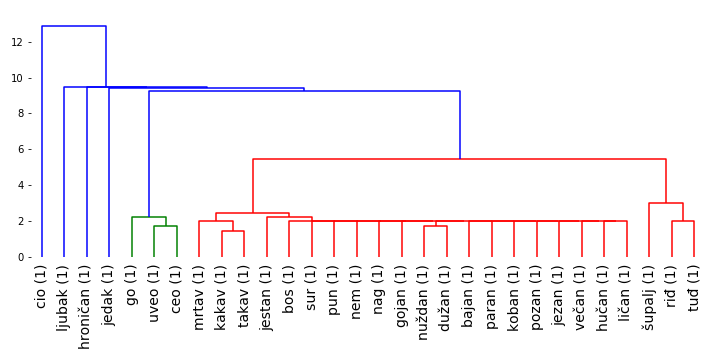 12
10
8
6
4
2
0
cio (1)
ljubak (1)
hroničan (1)
jedak (1)
go (1)
uveo (1)
ceo (1)
mrtav (1)
kakav (1)
takav (1)
jestan (1)
bos (1)
sur (1)
pun (1)
nem (1)
nag (1)
gojan (1)
nuždan (1)
dužan (1)
bajan (1)
paran (1)
koban (1)
pozan (1)
jezan (1)
večan (1)
hučan (1)
ličan (1)
šupalj (1)
riđ (1)
tuđ (1)